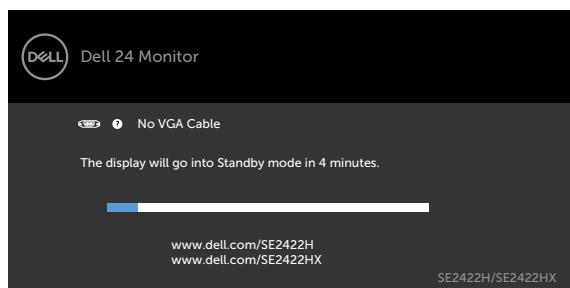 DELL
Dell 24 Monitor
? No VGA Cable
The display will go into Standby mode in 4 minutes.
www.dell.com/SE2422H
www.dell.com/SE2422HX
SE2422H/SE2422HX